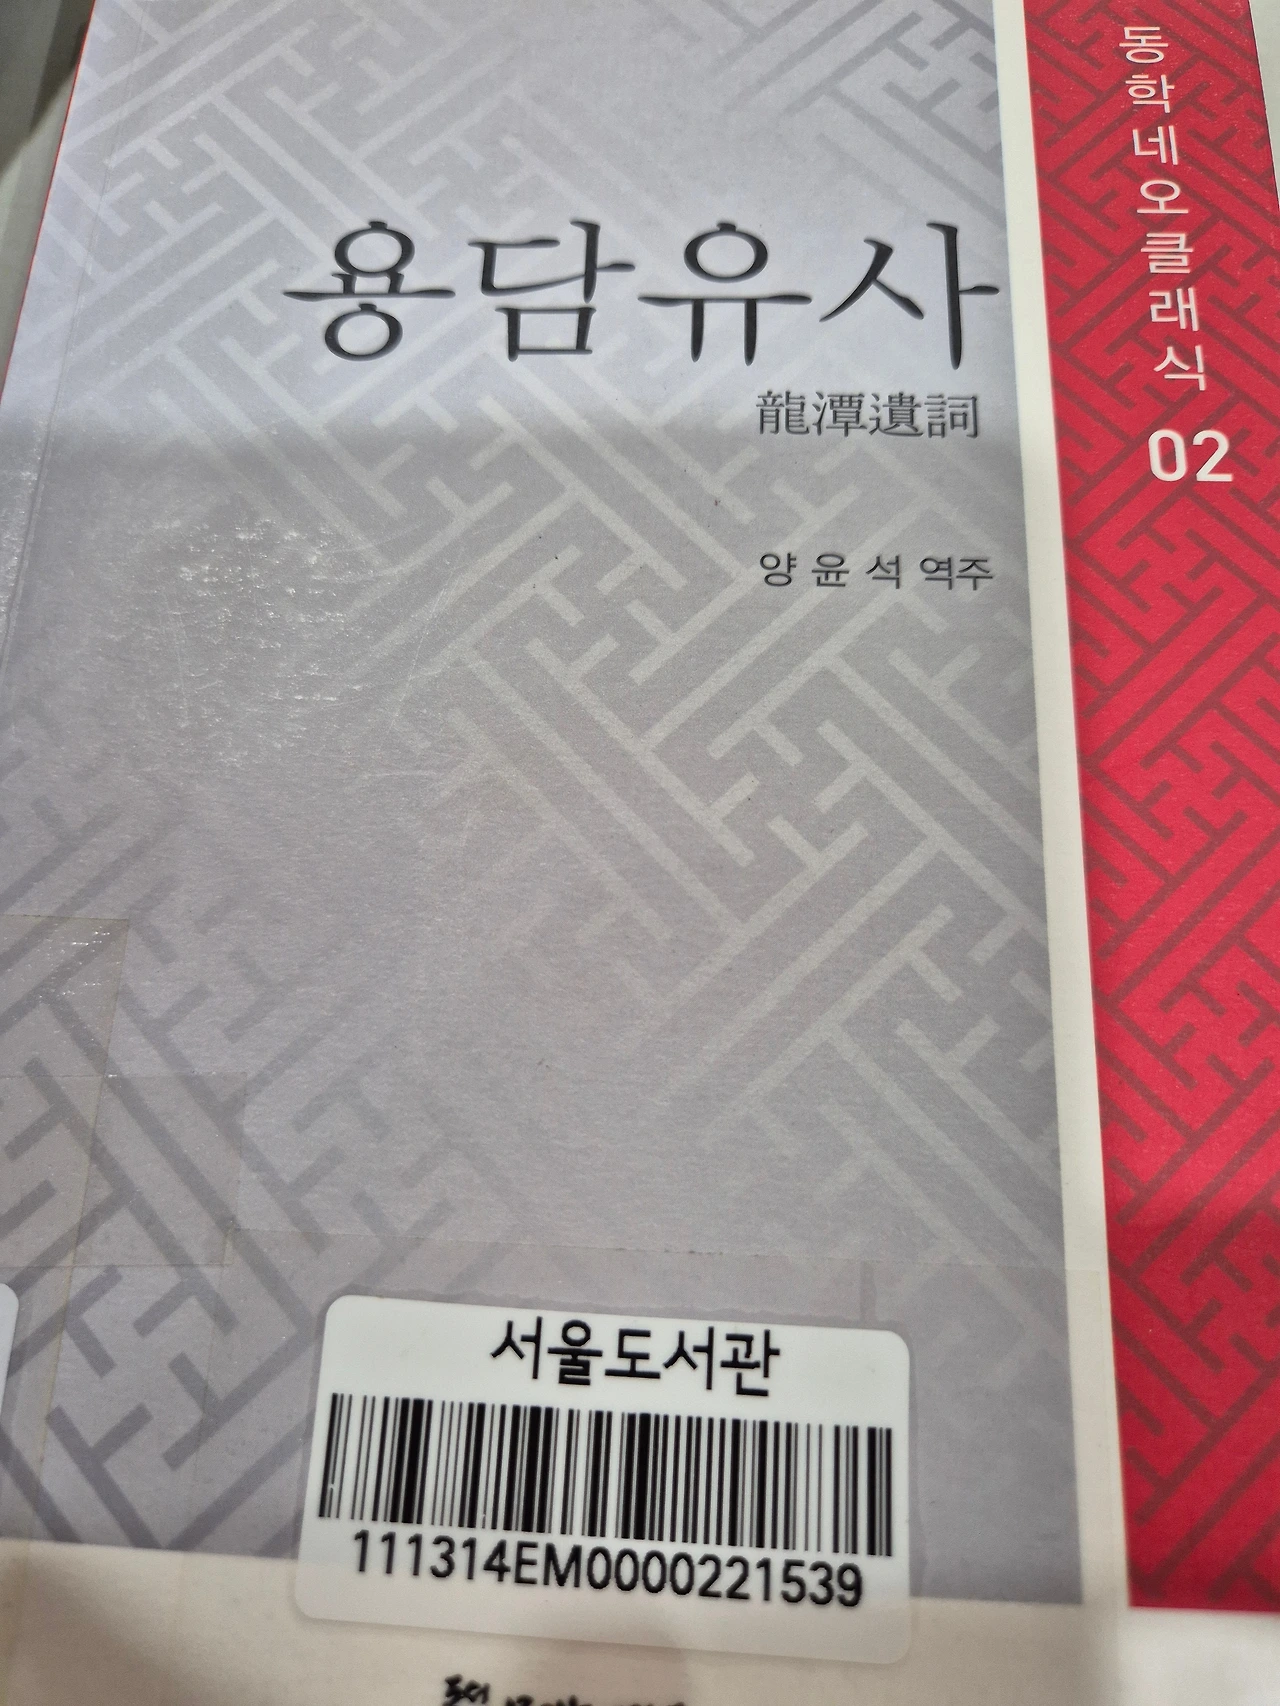 용담유사
龍潭遺詞
양윤석 역주
동학네오클래식 02
서울도서관
111314EM0000221539